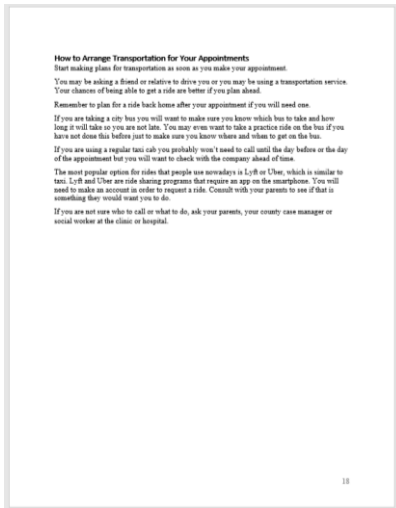 How to Arrange Transportation for Your Appointments
Start making plans for transportation as soon as you make your appointment.
You may be asking a friend or relative to drive you or you may be using a transportation service.
Your chances of being able to get a ride are better if you plan ahead.
Remember to plan for a ride back home after your appointment if you will need one.
If you are taking a city bus you will want to make sure you know which bus to take and how
long it will take so you are not late. You may even want to take a practice ride on the bus if you
have not done this before just to make sure you know where and when to get on the bus.
If you are using a regular taxi cab you probably won't need to call until the day before or the day
of the appointment but you will want to check with the company ahead of time.
The most popular option for rides that people use nowadays is Lyft or Uber, which is similar to
taxi. Lyft and Uber are ride sharing programs that require an app on the smartphone. You will
need to make an account in order to request a ride. Consult with your parents to see if that is
something they would want you to do.
If you are not sure who to call or what to do, ask your parents, your county case manager or
social worker at the clinic or hospital.
18